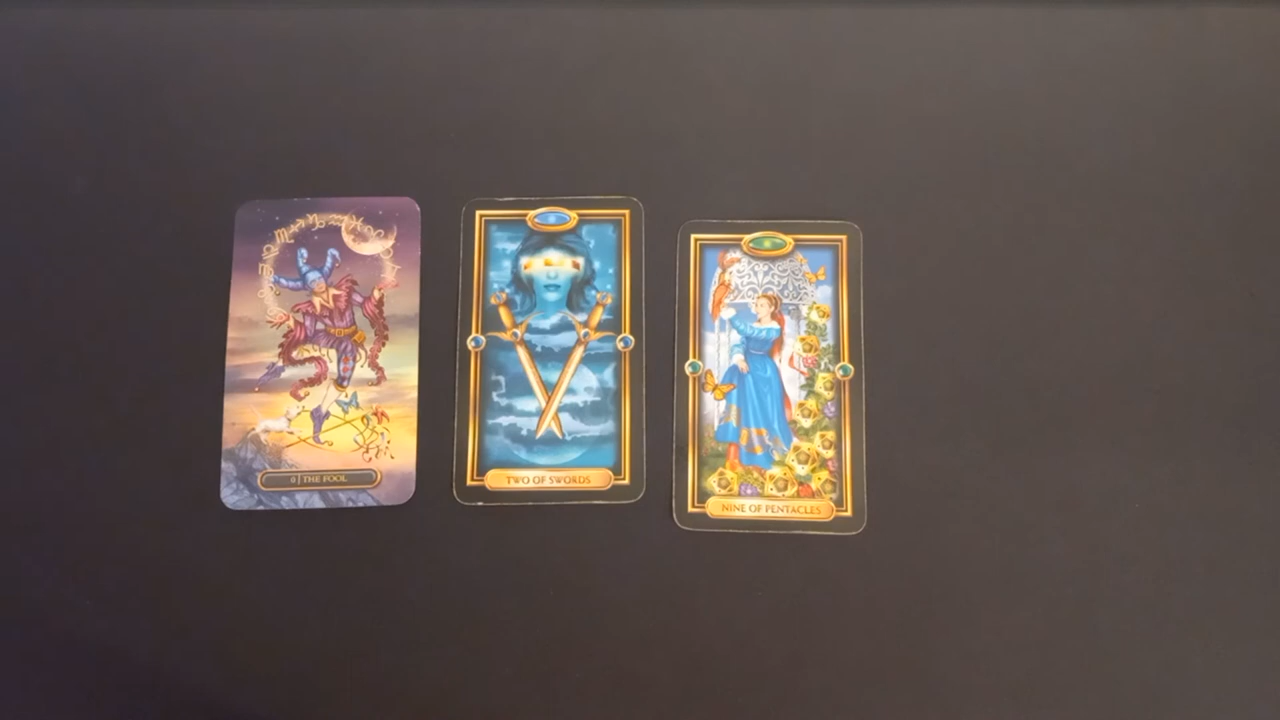 0 | THE FOOL
TWO OF SWORDS
NINE OF PENTACLES